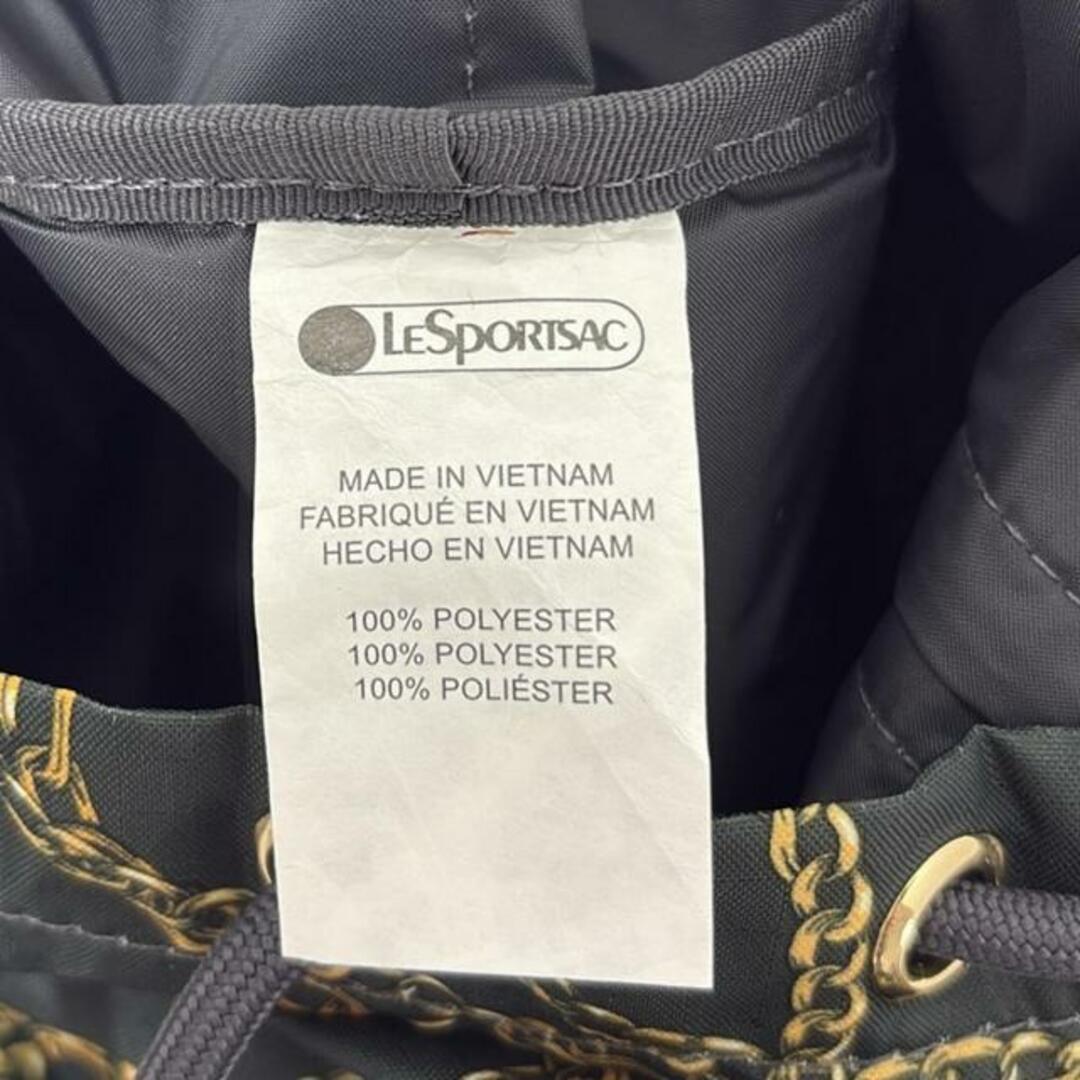 LESPORTSAC
MADE IN VIETNAM
FABRIQUÉ EN VIETNAM
HECHO EN VIETNAM
100% POLYESTER
100% POLYESTER
100% POLIÉSTER